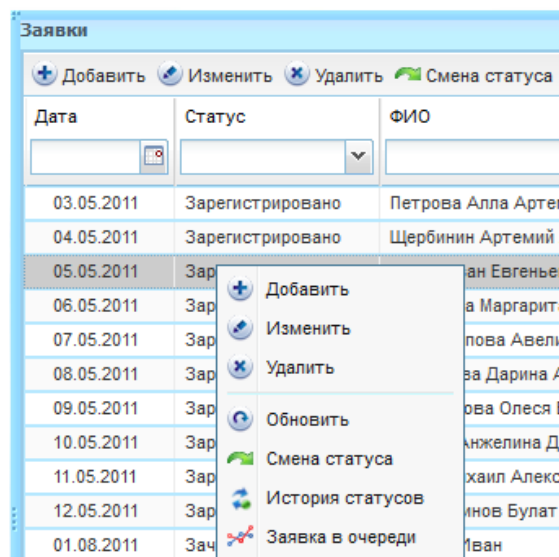 Заявки
Добавить Изменить Удалить Смена статуса
Дата Статус ФИО
03.05.2011 Зарегистрировано Петрова Алла
04.05.2011 Зарегистрировано Щербинин Артемий
05.05.2011
Добавить
06.05.2011
Изменить
07.05.2011
Удалить
08.05.2011 Дарина
09.05.2011 Олеся
Обновить
10.05.2011
Смена статуса
11.05.2011
История статусов
12.05.2011 Булат
Заявка в очереди
01.08.2011 Иван